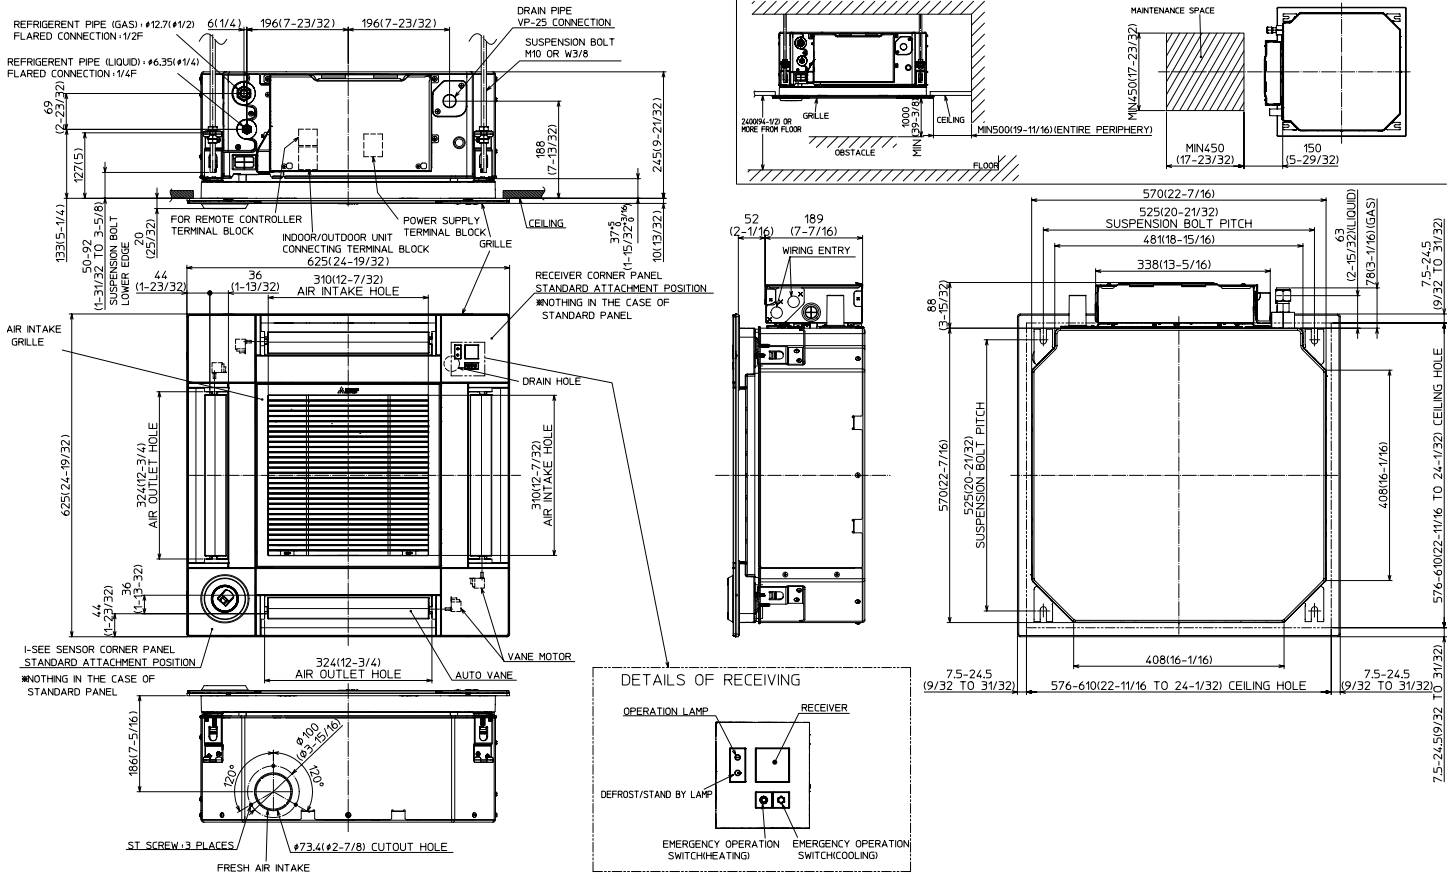 REFRIGERENT PIPE (GAS) : ø12.7(ø1/2)
FLARED CONNECTION :1/2F
REFRIGERENT PIPE (LIQUID) : ø6.35(ø1/4)
FLARED CONNECTION :1/4F
6(1/4)
196(7-23/32)
196(7-23/32)
DRAIN PIPE
VP-25 CONNECTION
SUSPENSION BOLT
M10 OR W3/8
69
(2-23/32)
127(5)
133(5-1/4)
50-92
(1-31/32 TO 3-5/8)
SUSPENSION BOLT
LOWER EDGE
20
(25/32)
188
(7-13/32)
245(9-21/32)
10(13/32)
FOR REMOTE CONTROLLER
TERMINAL BLOCK
INDOOR/OUTDOOR UNIT
CONNECTING TERMINAL BLOCK
POWER SUPPLY
TERMINAL BLOCK
GRILLE
CEILING
37+5 0
(1-15/32+3/16 0)
GRILLE
CEILING
2400(94-1/2) OR
MORE FROM FLOOR
1000
MIN (39-3/8)
MIN500(19-11/16)(ENTIRE PERIPHERY)
OBSTACLE
FLOOR
MAINTENANCE SPACE
MIN450(17-23/32)
MIN450
(17-23/32)
150
(5-29/32)
625(24-19/32)
44
(1-23/32)
36
(1-13/32)
310(12-7/32)
AIR INTAKE HOLE
RECEIVER CORNER PANEL
STANDARD ATTACHMENT POSITION
※NOTHING IN THE CASE OF
STANDARD PANEL
AIR INTAKE
GRILLE
DRAIN HOLE
625(24-19/32)
324(12-3/4)
AIR OUTLET HOLE
310(12-7/32)
AIR INTAKE HOLE
36
(1-13-32)
44
(1-23/32)
I-SEE SENSOR CORNER PANEL
STANDARD ATTACHMENT POSITION
※NOTHING IN THE CASE OF
STANDARD PANEL
324(12-3/4)
AIR OUTLET HOLE
VANE MOTOR
AUTO VANE
186(7-5/16)
ø100
(ø3-15/16)
120°
120°
ST SCREW :3 PLACES
ø73.4(ø2-7/8) CUTOUT HOLE
FRESH AIR INTAKE
52
(2-1/16)
189
(7-7/16)
WIRING ENTRY
DETAILS OF RECEIVING
OPERATION LAMP
RECEIVER
DEFROST/STAND BY LAMP
EMERGENCY OPERATION
SWITCH(HEATING)
EMERGENCY OPERATION
SWITCH(COOLING)
570(22-7/16)
525(20-21/32)
SUSPENSION BOLT PITCH
481(18-15/16)
338(13-5/16)
63
(2-15/32)(LIQUID)
78(3-1/16)(GAS)
7.5-24.5
(9/32 TO 31/32)
88
(3-15/32)
570(22-7/16)
525(20-21/32)
SUSPENSION BOLT PITCH
408(16-1/16)
576-610(22-11/16 TO 24-1/32) CEILING HOLE
408(16-1/16)
7.5-24.5
(9/32 TO 31/32)
576-610(22-11/16 TO 24-1/32) CEILING HOLE
7.5-24.5
(9/32 TO 31/32)
7.5-24.5(9/32 TO 31/32)